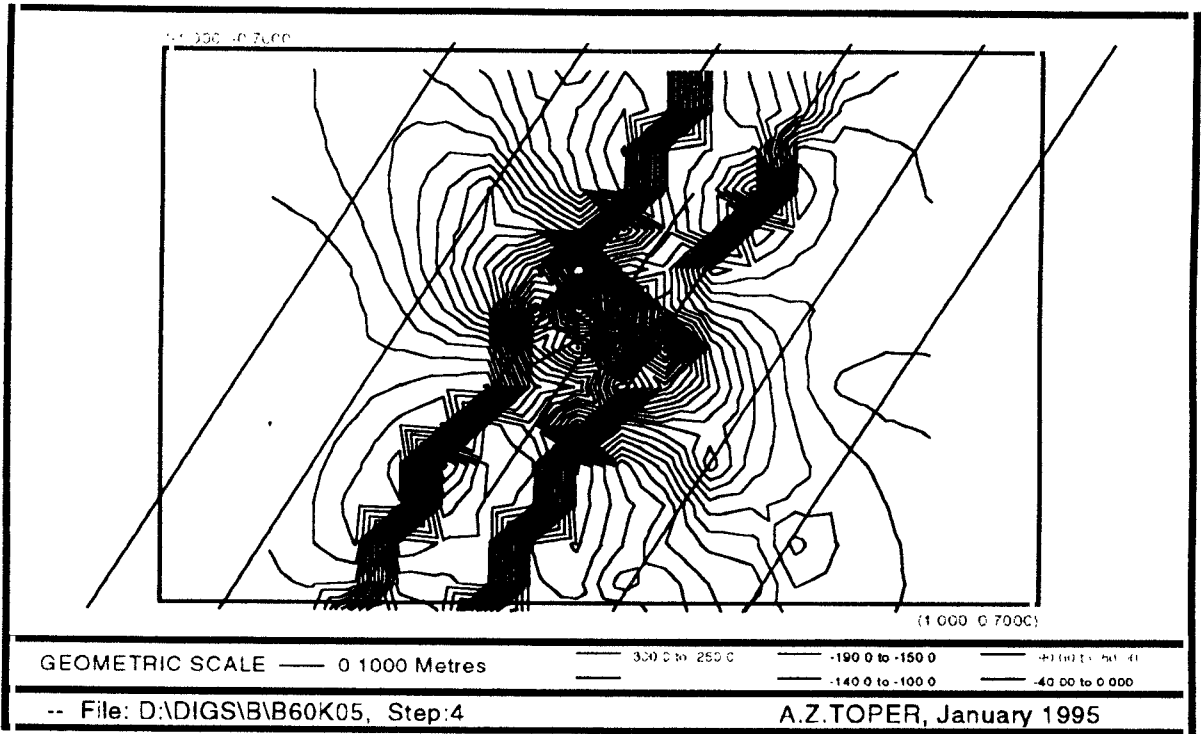 (1 000 0 7000)
GEOMETRIC SCALE 0 1000 Metres
-190 0 to -150 0
-140 0 to -100 0
-40 00 to 0 000
-- File: D:\DIGS\B\B60K05, Step:4
A.Z.TOPER, January 1995